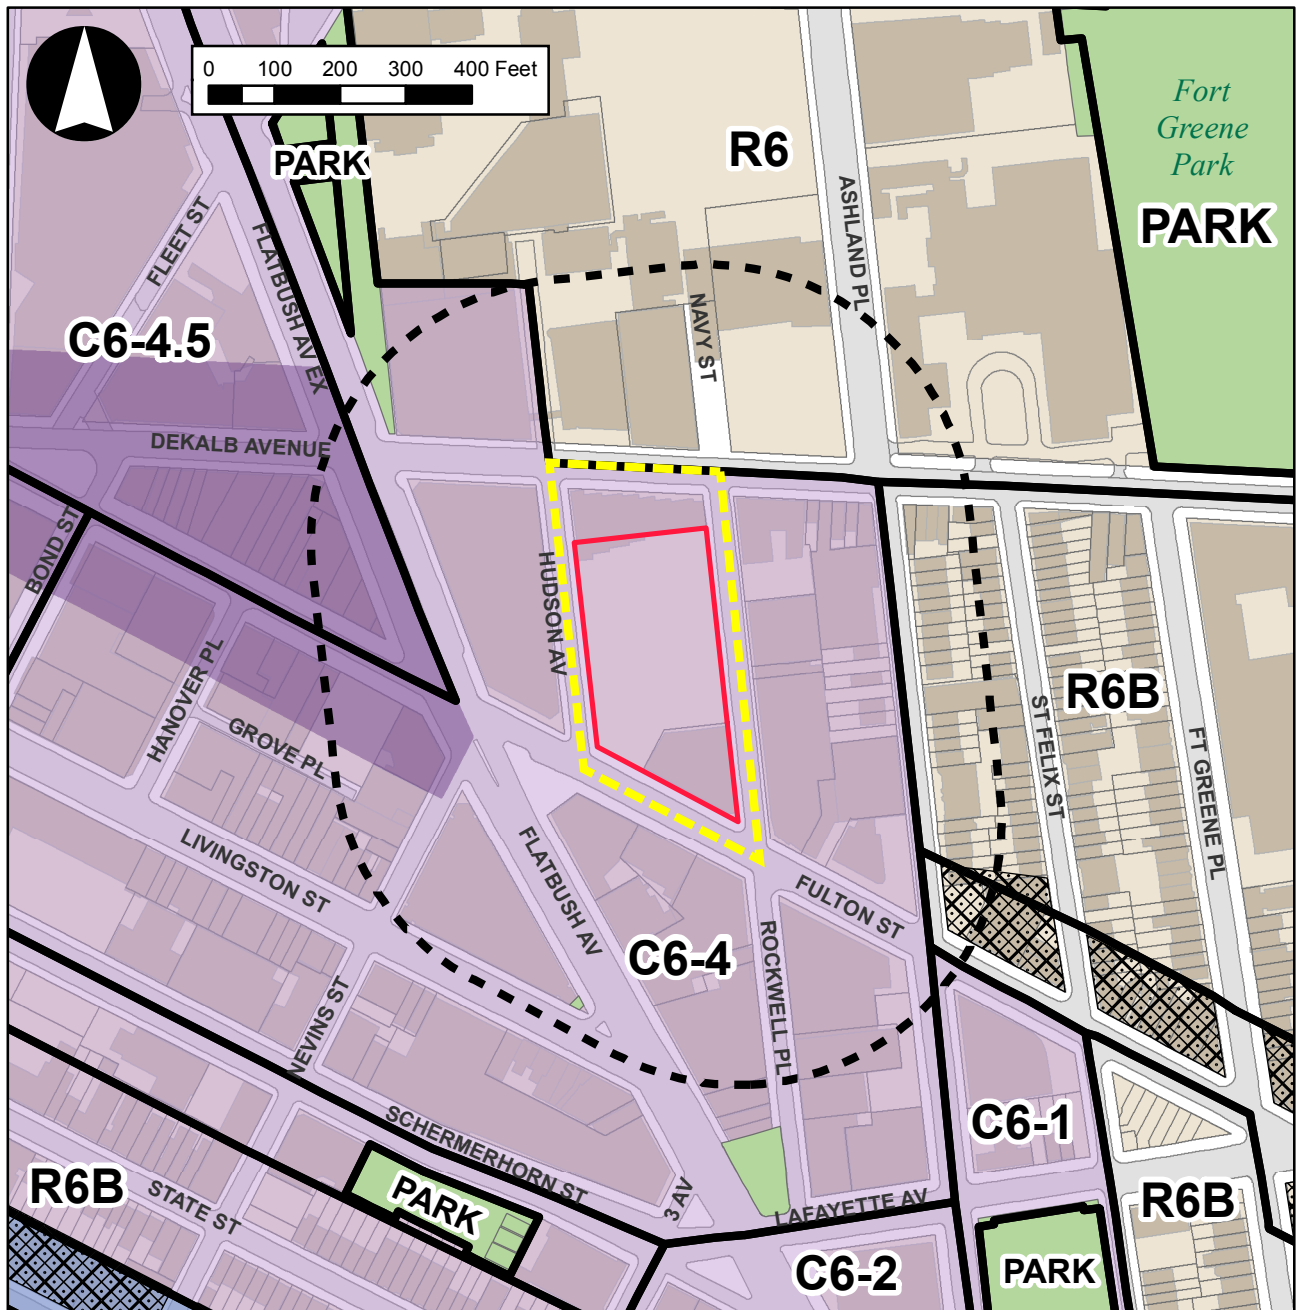 0 100 200 300 400 Feet
Fort
Greene
Park
PARK
PARK
R6
ASHLAND PL
FLEET ST
FLATBUSH AV EX
NAVY ST
C6-4.5
DEKALB AVENUE
BOND ST
HUDSON AV
HANOVER PL
GROVE PL
R6B
ST FELIX ST
FT GREENE PL
LIVINGSTON ST
FLATBUSH AV
FULTON ST
C6-4
ROCKWELL PL
NEVINS ST
SCHERMERHORN ST
C6-1
R6B
STATE ST
PARK
3 AV
LAFAYETTE AV
R6B
C6-2
PARK